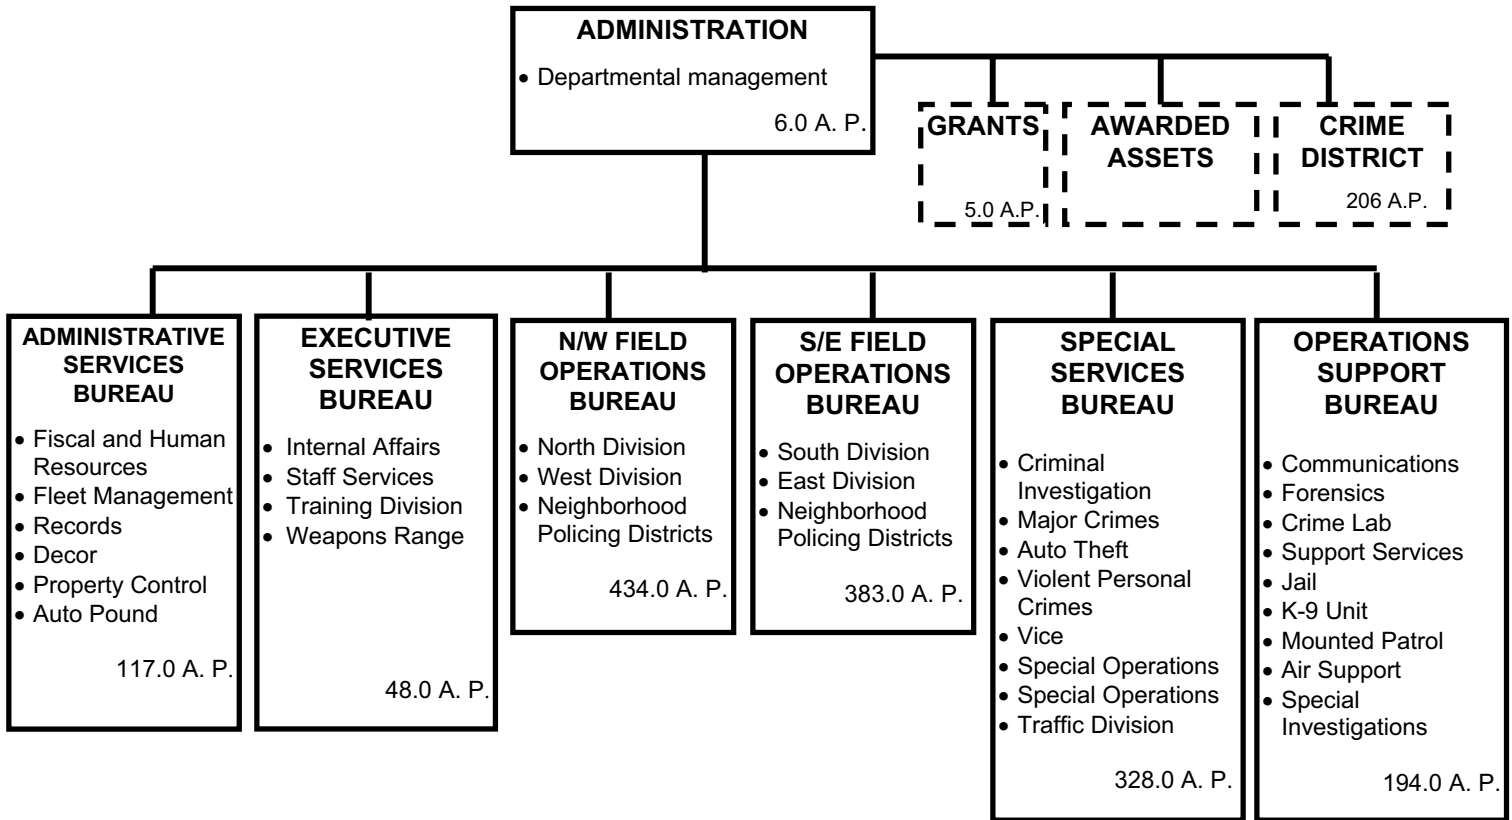 ADMINISTRATION
• Departmental management
6.0 A. P.
GRANTS
5.0 A.P.
AWARDED
ASSETS
CRIME
DISTRICT
206 A.P.
ADMINISTRATIVE
SERVICES
BUREAU
• Fiscal and Human
Resources
• Fleet Management
• Records
• Decor
• Property Control
• Auto Pound
117.0 A. P.
EXECUTIVE
SERVICES
BUREAU
• Internal Affairs
• Staff Services
• Training Division
• Weapons Range
48.0 A. P.
N/W FIELD
OPERATIONS
BUREAU
• North Division
• West Division
• Neighborhood
Policing Districts
434.0 A. P.
S/E FIELD
OPERATIONS
BUREAU
• South Division
• East Division
• Neighborhood
Policing Districts
383.0 A. P.
SPECIAL
SERVICES
BUREAU
• Criminal
Investigation
• Major Crimes
• Auto Theft
• Violent Personal
Crimes
• Vice
• Special Operations
• Special Operations
• Traffic Division
328.0 A. P.
OPERATIONS
SUPPORT
BUREAU
• Communications
• Forensics
• Crime Lab
• Support Services
• Jail
• K-9 Unit
• Mounted Patrol
• Air Support
• Special
Investigations
194.0 A. P.